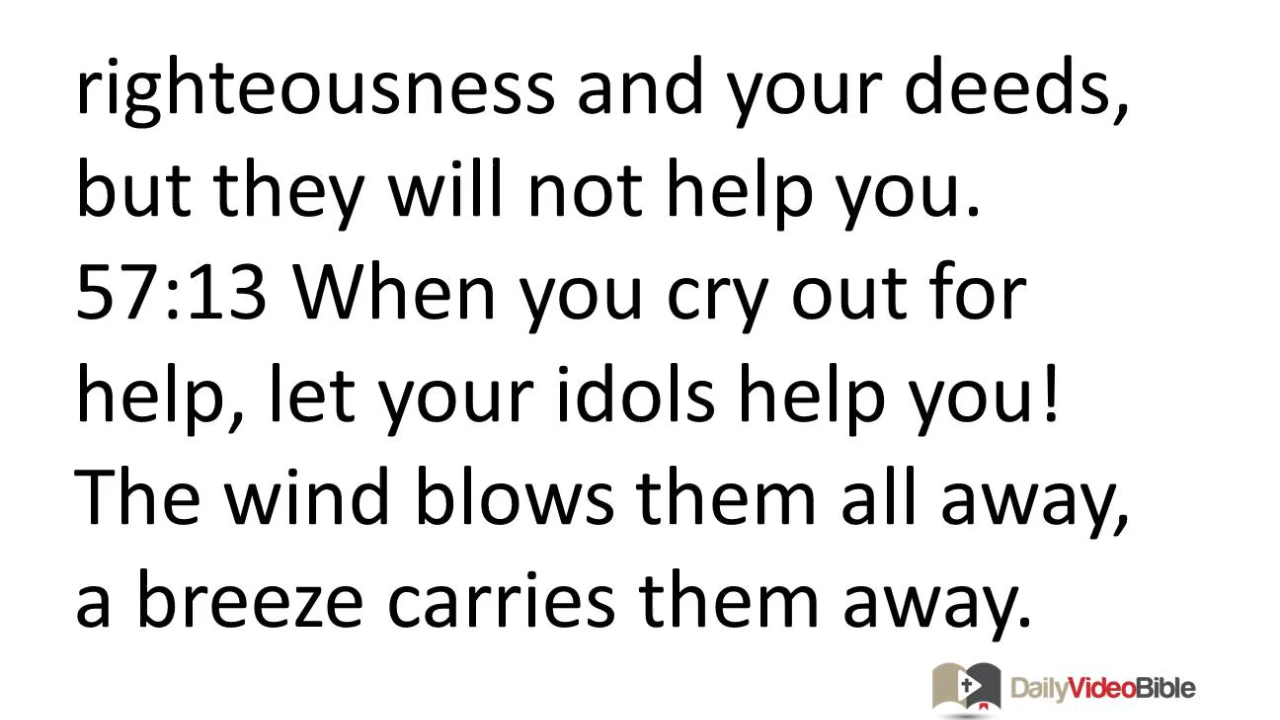 righteousness and your deeds,
but they will not help you.
57:13 When you cry out for
help, let your idols help you!
The wind blows them all away,
a breeze carries them away.
DailyVideoBible